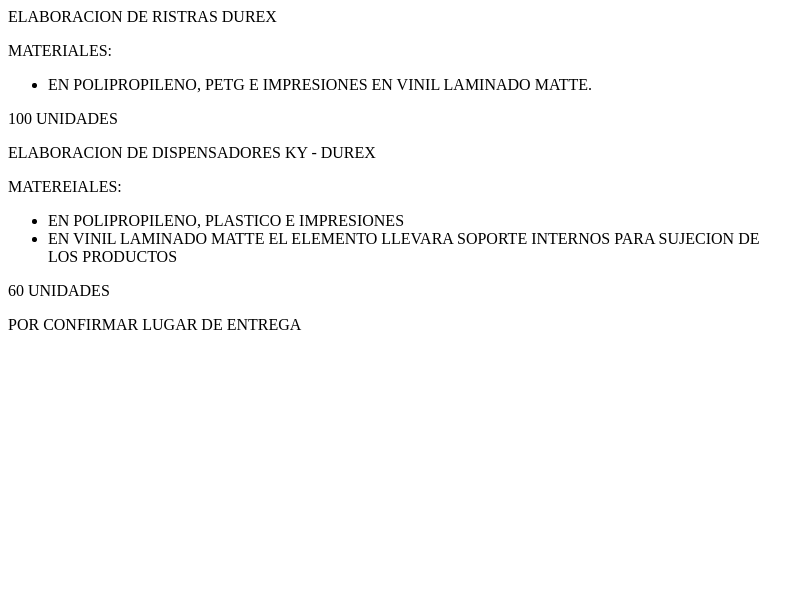 ELABORACION DE RISTRAS DUREX
MATERIALES:
EN POLIPROPILENO, PETG E IMPRESIONES EN VINIL LAMINADO MATTE.
100 UNIDADES
ELABORACION DE DISPENSADORES KY - DUREX
MATEREIALES:
EN POLIPROPILENO, PLASTICO E IMPRESIONES
EN VINIL LAMINADO MATTE EL ELEMENTO LLEVARA SOPORTE INTERNOS PARA SUJECION DE
LOS PRODUCTOS
60 UNIDADES
POR CONFIRMAR LUGAR DE ENTREGA